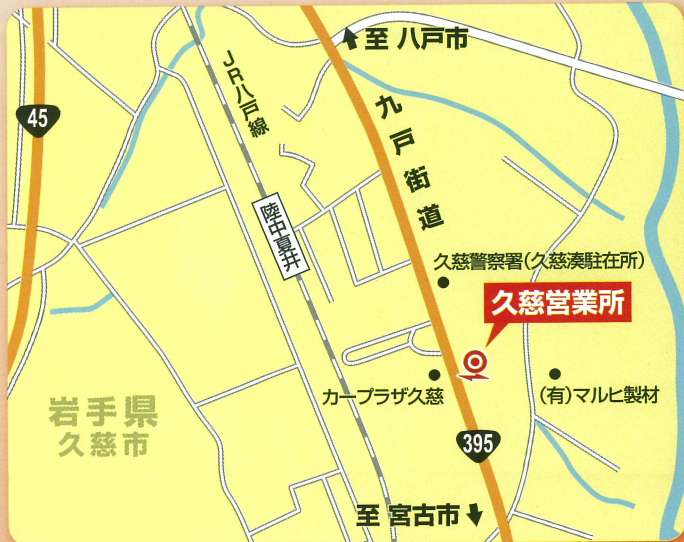 至 八戸市
JR八戸線
45
九戸街道
陸中夏井
久慈警察署(久慈湊駐在所)
久慈営業所
カープラザ久慈
(有)マルヒ製材
岩手県
久慈市
395
至 宮古市